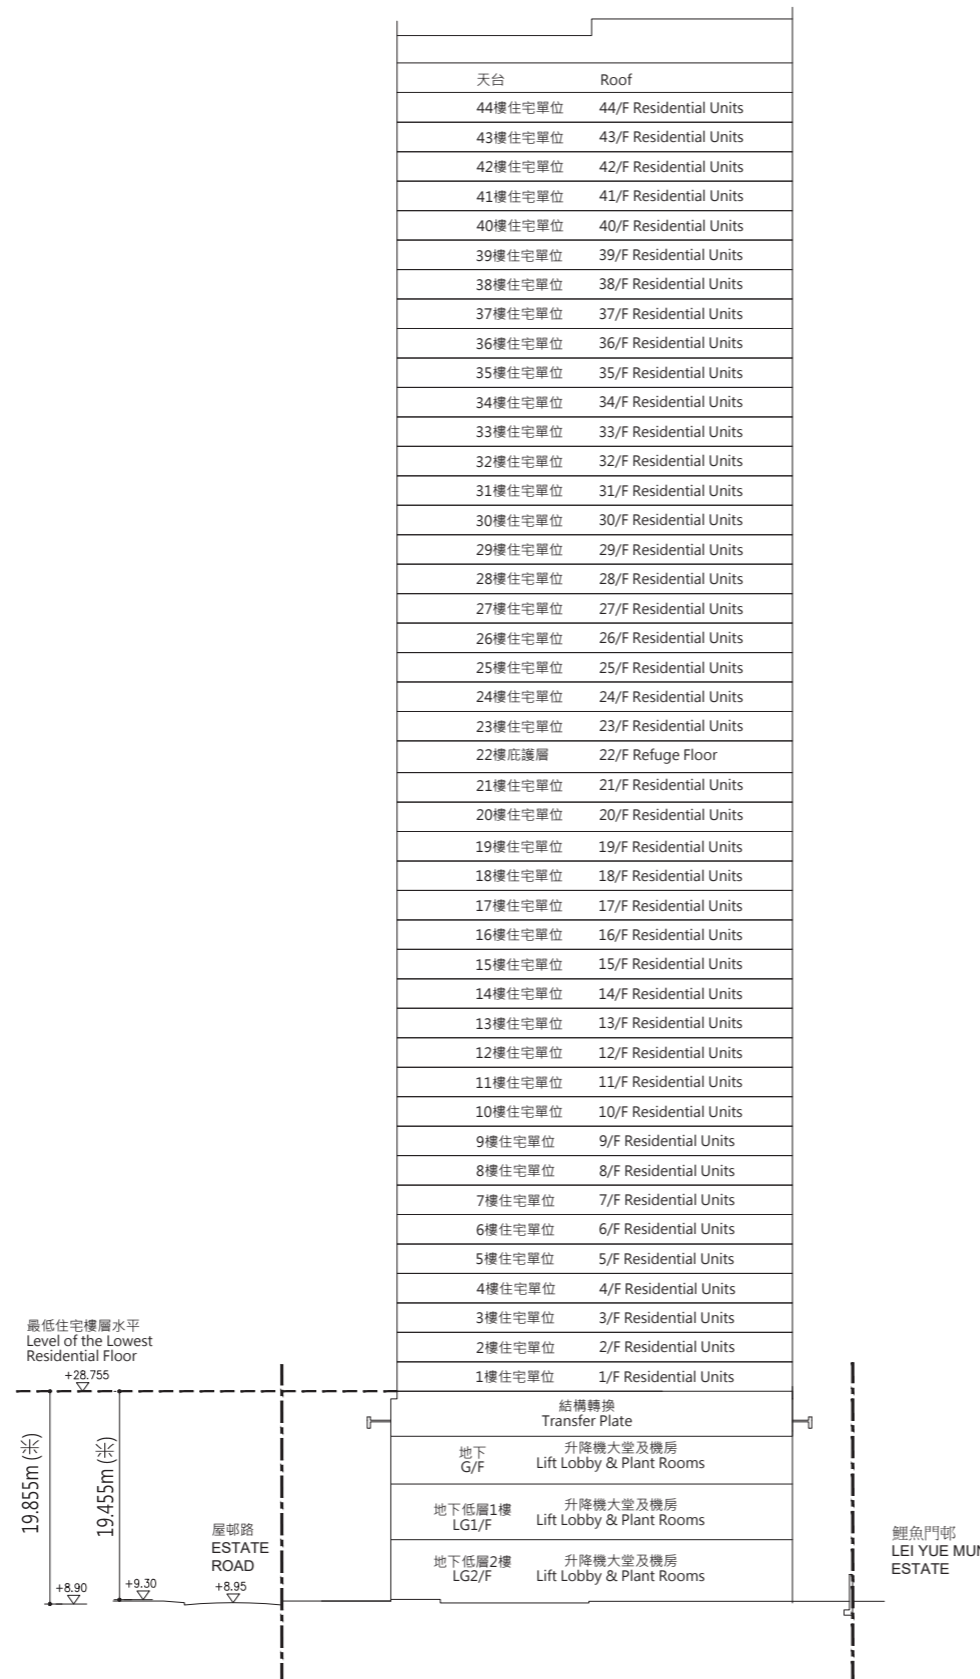 天台 Roof
44樓住宅單位 44/F Residential Units
43樓住宅單位 43/F Residential Units
42樓住宅單位 42/F Residential Units
41樓住宅單位 41/F Residential Units
40樓住宅單位 40/F Residential Units
39樓住宅單位 39/F Residential Units
38樓住宅單位 38/F Residential Units
37樓住宅單位 37/F Residential Units
36樓住宅單位 36/F Residential Units
35樓住宅單位 35/F Residential Units
34樓住宅單位 34/F Residential Units
33樓住宅單位 33/F Residential Units
32樓住宅單位 32/F Residential Units
31樓住宅單位 31/F Residential Units
30樓住宅單位 30/F Residential Units
29樓住宅單位 29/F Residential Units
28樓住宅單位 28/F Residential Units
27樓住宅單位 27/F Residential Units
26樓住宅單位 26/F Residential Units
25樓住宅單位 25/F Residential Units
24樓住宅單位 24/F Residential Units
23樓住宅單位 23/F Residential Units
22樓庇護層 22/F Refuge Floor
21樓住宅單位 21/F Residential Units
20樓住宅單位 20/F Residential Units
19樓住宅單位 19/F Residential Units
18樓住宅單位 18/F Residential Units
17樓住宅單位 17/F Residential Units
16樓住宅單位 16/F Residential Units
15樓住宅單位 15/F Residential Units
14樓住宅單位 14/F Residential Units
13樓住宅單位 13/F Residential Units
12樓住宅單位 12/F Residential Units
11樓住宅單位 11/F Residential Units
10樓住宅單位 10/F Residential Units
9樓住宅單位 9/F Residential Units
8樓住宅單位 8/F Residential Units
7樓住宅單位 7/F Residential Units
6樓住宅單位 6/F Residential Units
5樓住宅單位 5/F Residential Units
4樓住宅單位 4/F Residential Units
3樓住宅單位 3/F Residential Units
2樓住宅單位 2/F Residential Units
1樓住宅單位 1/F Residential Units
最低住宅樓層水平
Level of the Lowest
Residential Floor
+28.755
結構轉換
Transfer Plate
地下 升降機大堂及機房
G/F Lift Lobby & Plant Rooms
地下低層1樓 升降機大堂及機房
LG1/F Lift Lobby & Plant Rooms
地下低層2樓 升降機大堂及機房
LG2/F Lift Lobby & Plant Rooms
19.855m (米)
19.455m (米)
屋邨路
ESTATE
ROAD
+8.90
+9.30
+8.95
鯉魚門邨
LEI YUE MUN
ESTATE